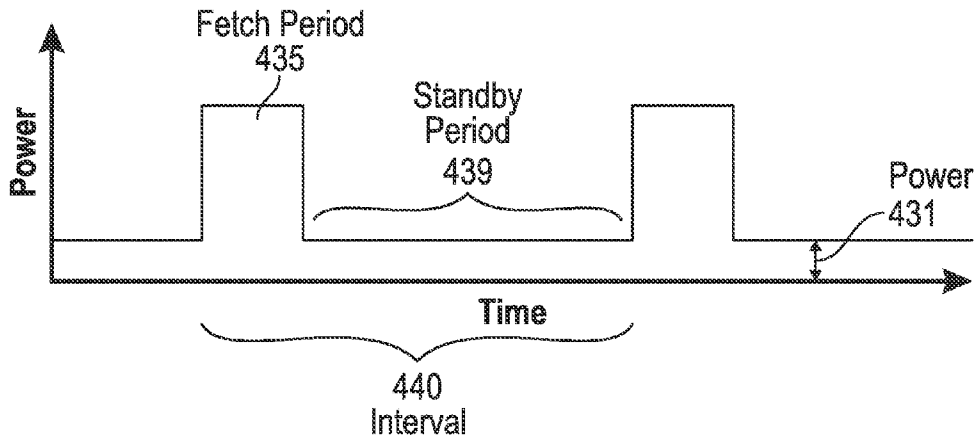 Fetch Period
435
Standby
Period
439
Power
431
Power
Time
440
Interval